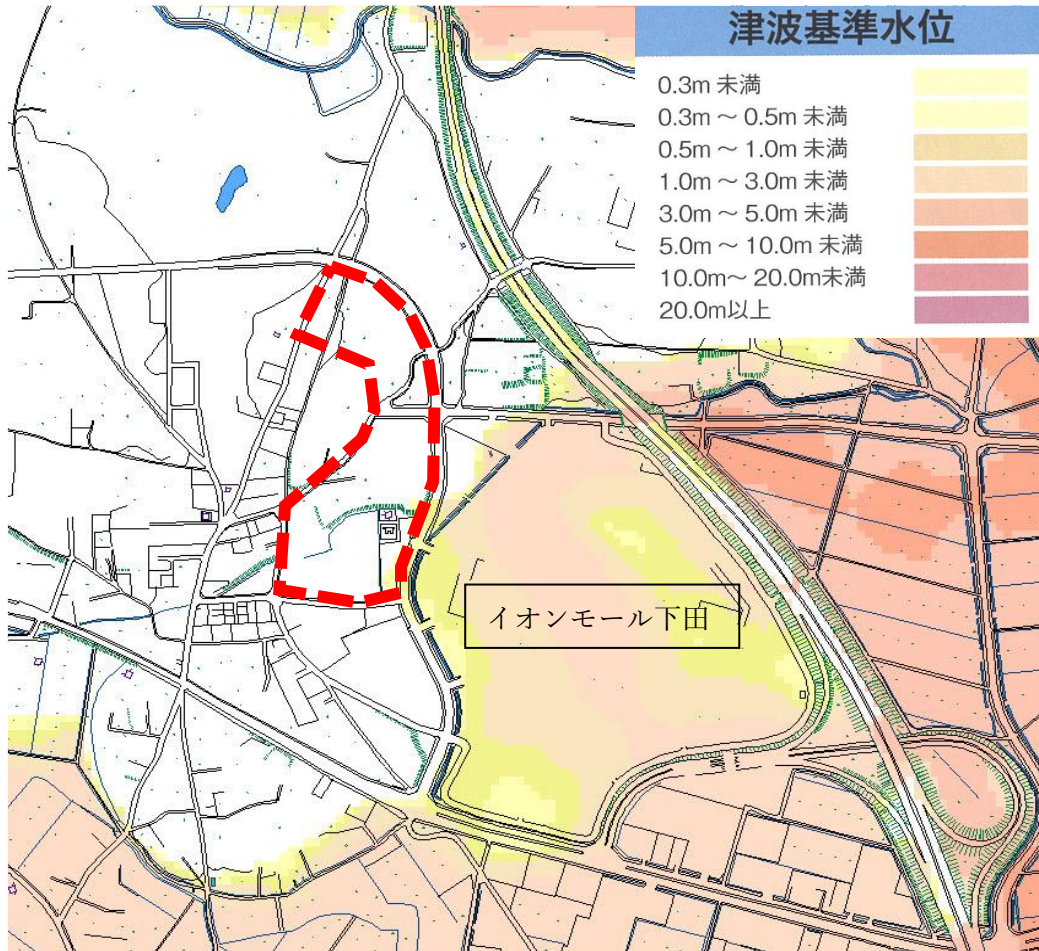 津波基準水位
0.3m 未満
0.3m ～ 0.5m 未満
0.5m ～ 1.0m 未満
1.0m ～ 3.0m 未満
3.0m ～ 5.0m 未満
5.0m ～ 10.0m 未満
10.0m～ 20.0m未満
20.0m以上
イオンモール下田